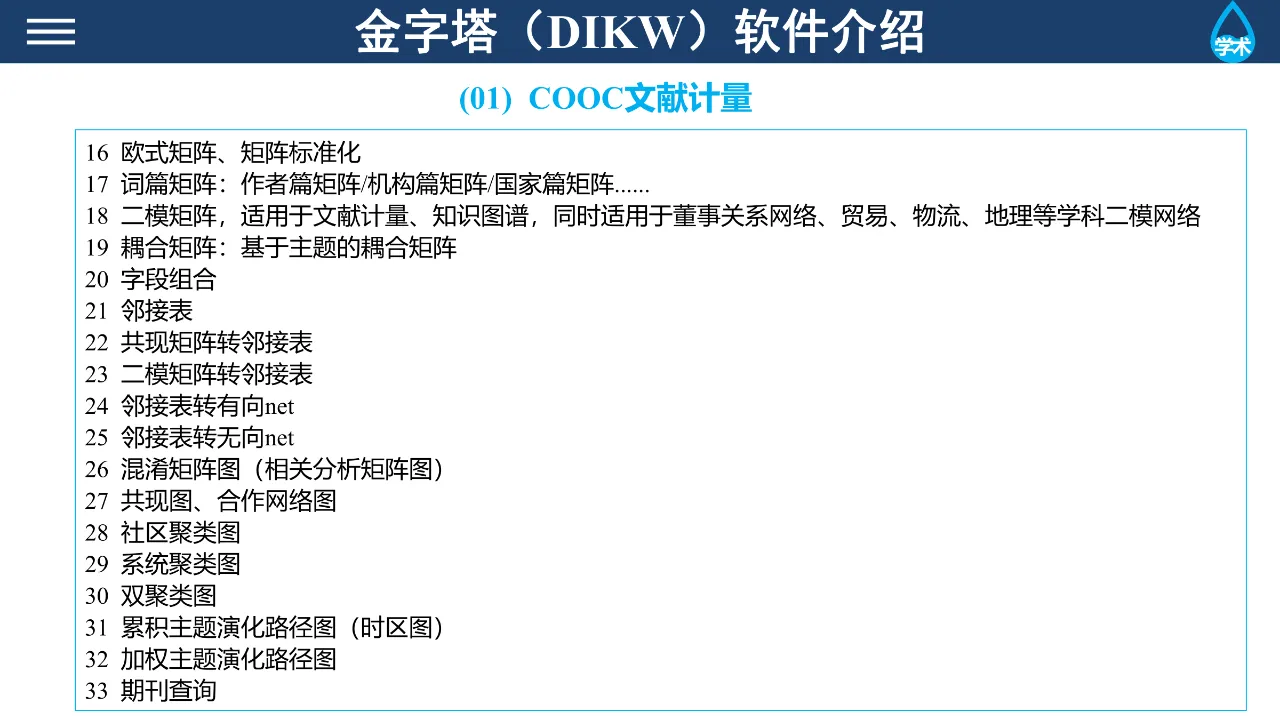 金字塔（DIKW）软件介绍
学术
(01) COOC文献计量
16 欧式矩阵、矩阵标准化
17 词篇矩阵：作者篇矩阵/机构篇矩阵/国家篇矩阵......
18 二模矩阵，适用于文献计量、知识图谱，同时适用于董事关系网络、贸易、物流、地理等学科二模网络
19 耦合矩阵：基于主题的耦合矩阵
20 字段组合
21 邻接表
22 共现矩阵转邻接表
23 二模矩阵转邻接表
24 邻接表转有向net
25 邻接表转无向net
26 混淆矩阵图（相关分析矩阵图）
27 共现图、合作网络图
28 社区聚类图
29 系统聚类图
30 双聚类图
31 累积主题演化路径图（时区图）
32 加权主题演化路径图
33 期刊查询